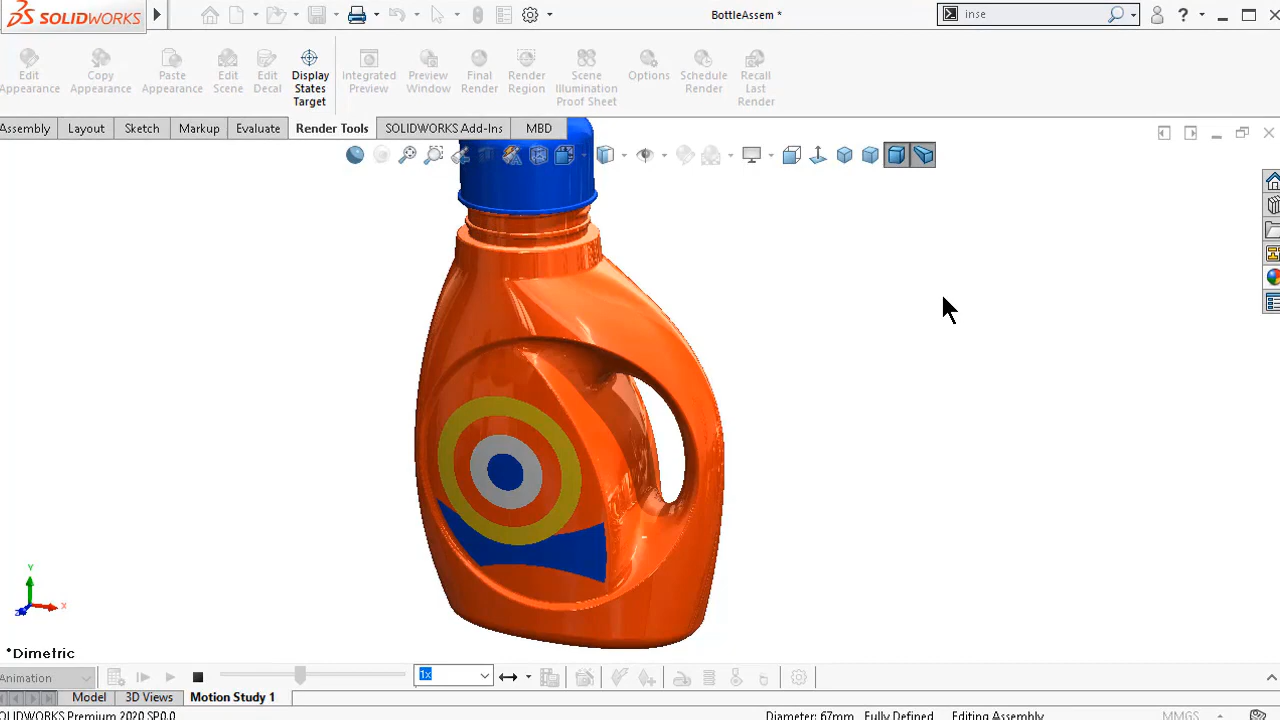 SOLIDWORKS
BottleAssem *
inse
Edit Appearance
Copy Appearance
Paste Appearance
Edit Scene
Edit Decal
Display States Target
Integrated Preview
Preview Window
Final Render
Render Region
Scene Illumination Proof Sheet
Options
Schedule Render
Recall Last Render
Assembly
Layout
Sketch
Markup
Evaluate
Render Tools
SOLIDWORKS Add-Ins
MBD
Y
X
Z
*Dimetric
Animation
1x
Model
3D Views
Motion Study 1
SOLIDWORKS Premium 2020 SP0.0
Diameter: 67mm
Fully Defined
Editing Assembly
MMGS